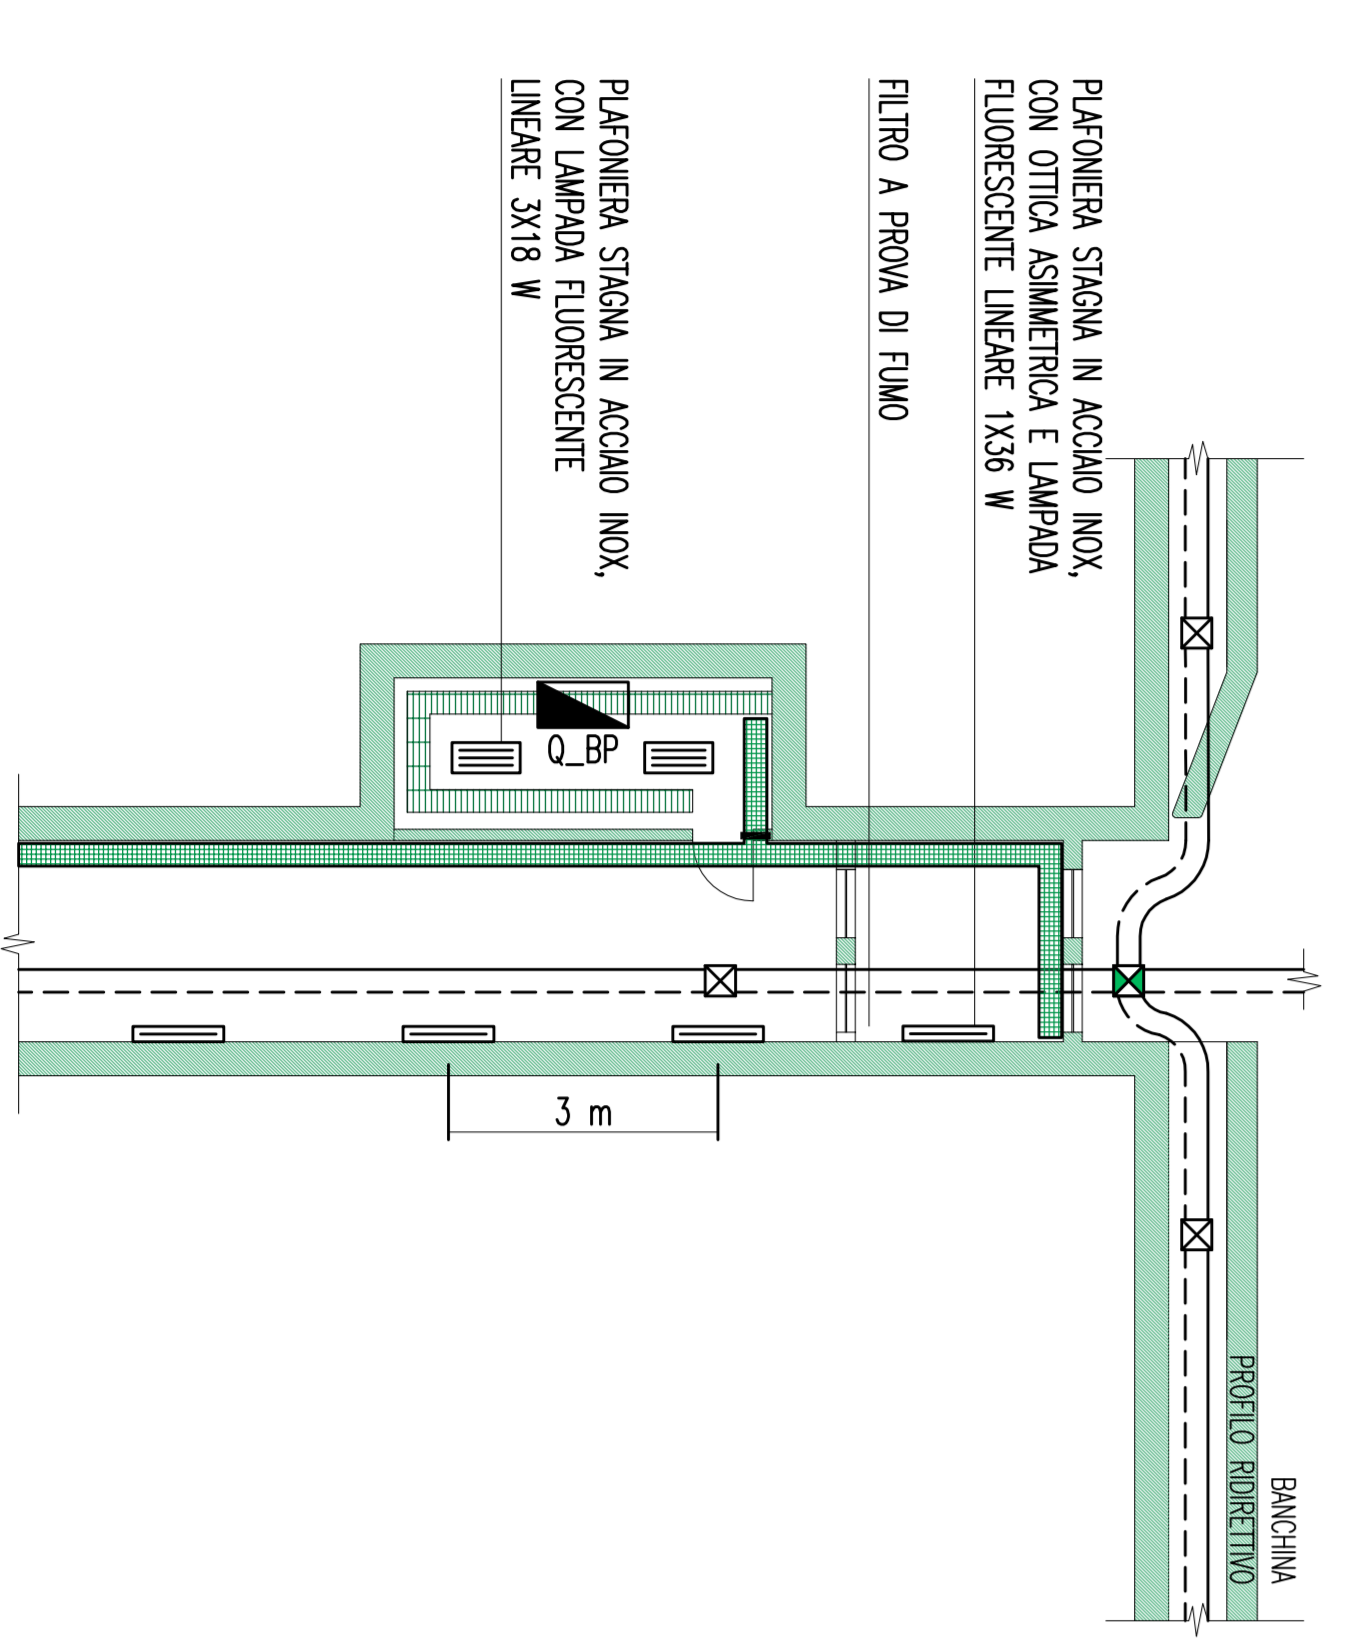 PLAFONIERA STAGNA IN ACCIAIO INOX,
CON OTTICA ASIMMETRICA E LAMPADA
FLUORESCENTE LINEARE 1X36 W
FILTRO A PROVA DI FUMO
PLAFONIERA STAGNA IN ACCIAIO INOX,
CON LAMPADA FLUORESCENTE
LINEARE 3X18 W
Q_BP
3 m
BANCHINA
PROFILO RIDIRETTIVO